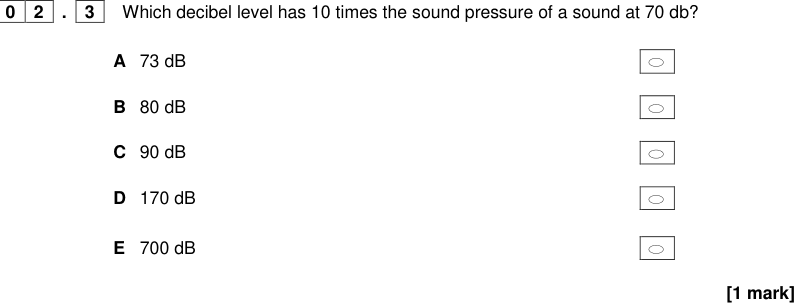 0 2 . 3 Which decibel level has 10 times the sound pressure of a sound at 70 db?
A 73 dB
B 80 dB
C 90 dB
D 170 dB
E 700 dB
[1 mark]